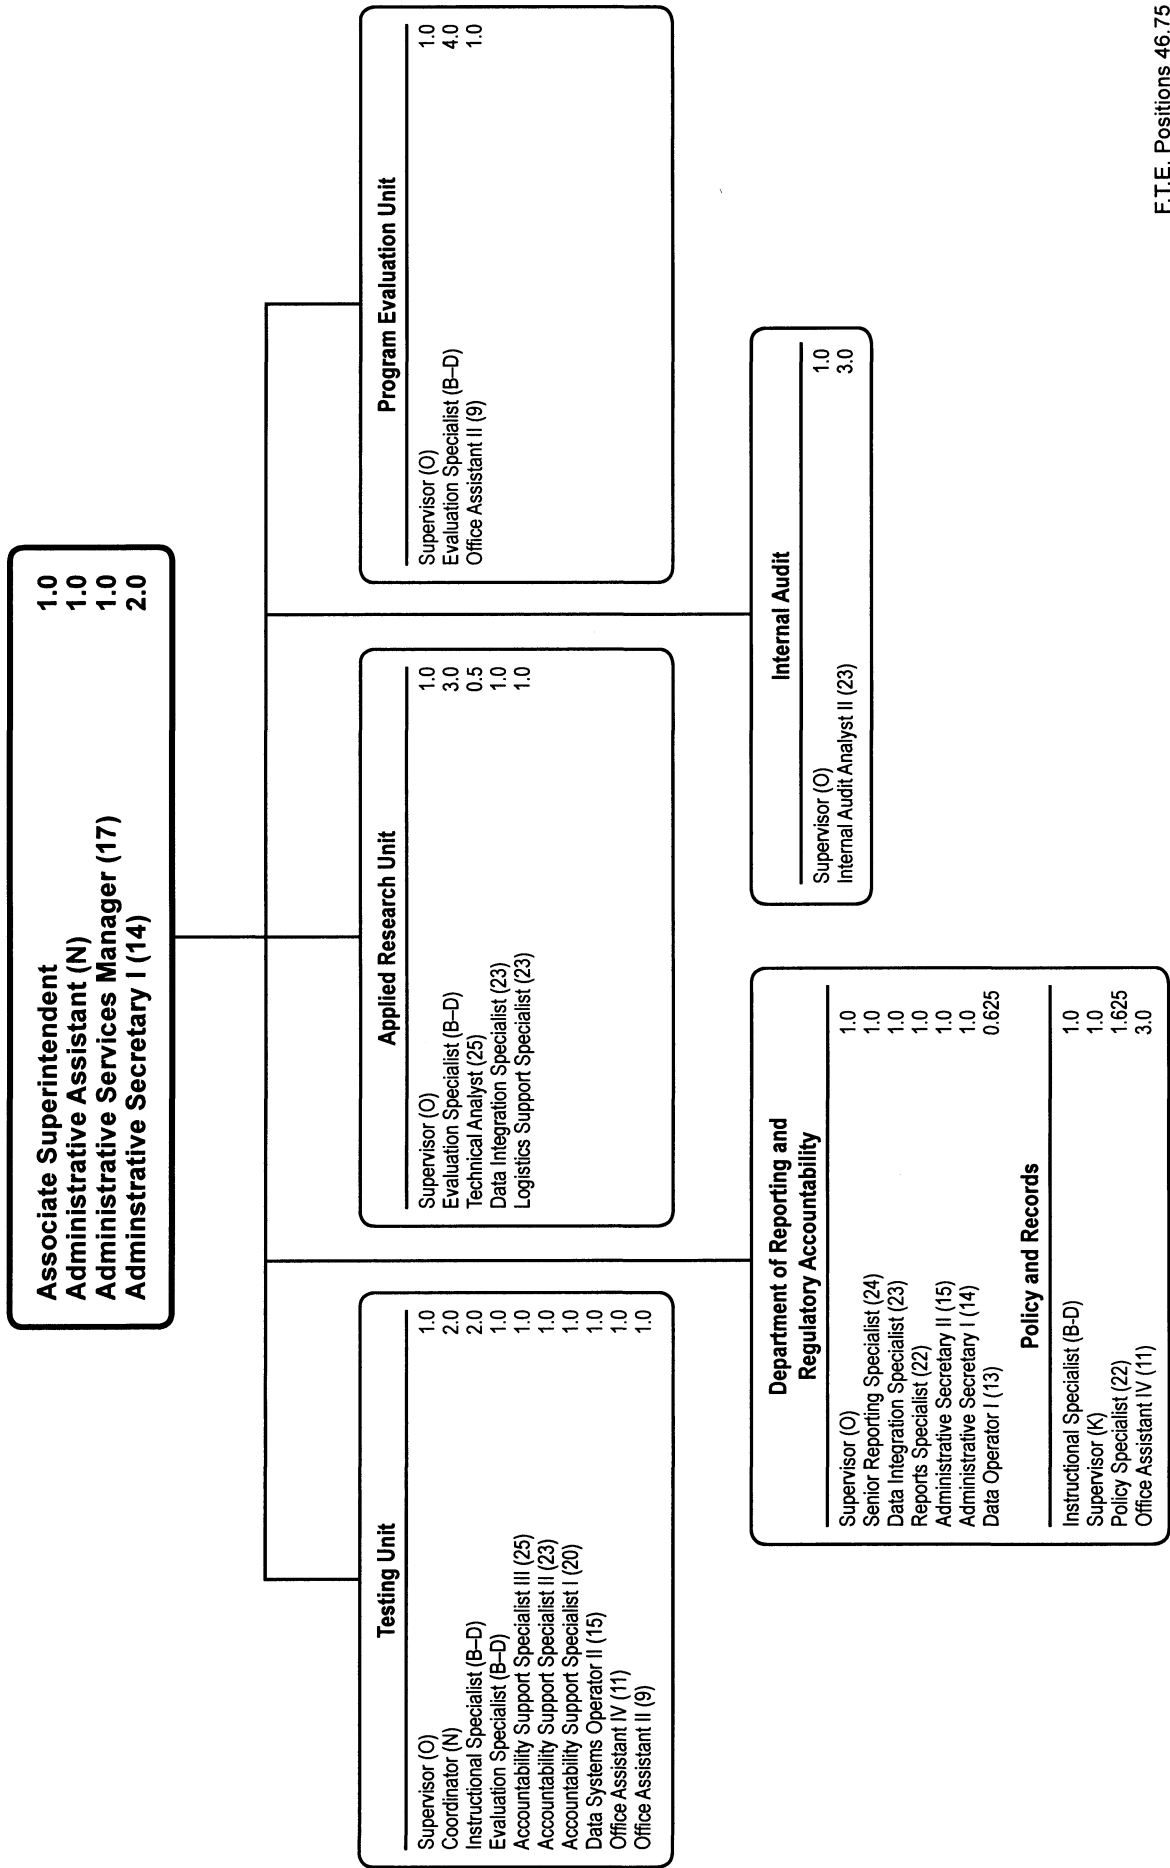 Associate Superintendent 1.0
Administrative Assistant (N) 1.0
Administrative Services Manager (17) 1.0
Adminstrative Secretary I (14) 2.0
Testing Unit
Supervisor (O) 1.0
Coordinator (N) 2.0
Instructional Specialist (B–D) 2.0
Evaluation Specialist (B–D) 1.0
Accountability Support Specialist III (25) 1.0
Accountability Support Specialist II (23) 1.0
Accountability Support Specialist I (20) 1.0
Data Systems Operator II (15) 1.0
Office Assistant IV (11) 1.0
Office Assistant II (9) 1.0
Applied Research Unit
Supervisor (O) 1.0
Evaluation Specialist (B–D) 3.0
Technical Analyst (25) 0.5
Data Integration Specialist (23) 1.0
Logistics Support Specialist (23) 1.0
Program Evaluation Unit
Supervisor (O) 1.0
Evaluation Specialist (B–D) 4.0
Office Assistant II (9) 1.0
Department of Reporting and
Regulatory Accountability
Supervisor (O) 1.0
Senior Reporting Specialist (24) 1.0
Data Integration Specialist (23) 1.0
Reports Specialist (22) 1.0
Administrative Secretary II (15) 1.0
Administrative Secretary I (14) 1.0
Data Operator I (13) 0.625
Policy and Records
Instructional Specialist (B-D) 1.0
Supervisor (K) 1.0
Policy Specialist (22) 1.625
Office Assistant IV (11) 3.0
Internal Audit
Supervisor (O) 1.0
Internal Audit Analyst II (23) 3.0
F.T.E. Positions 46.75